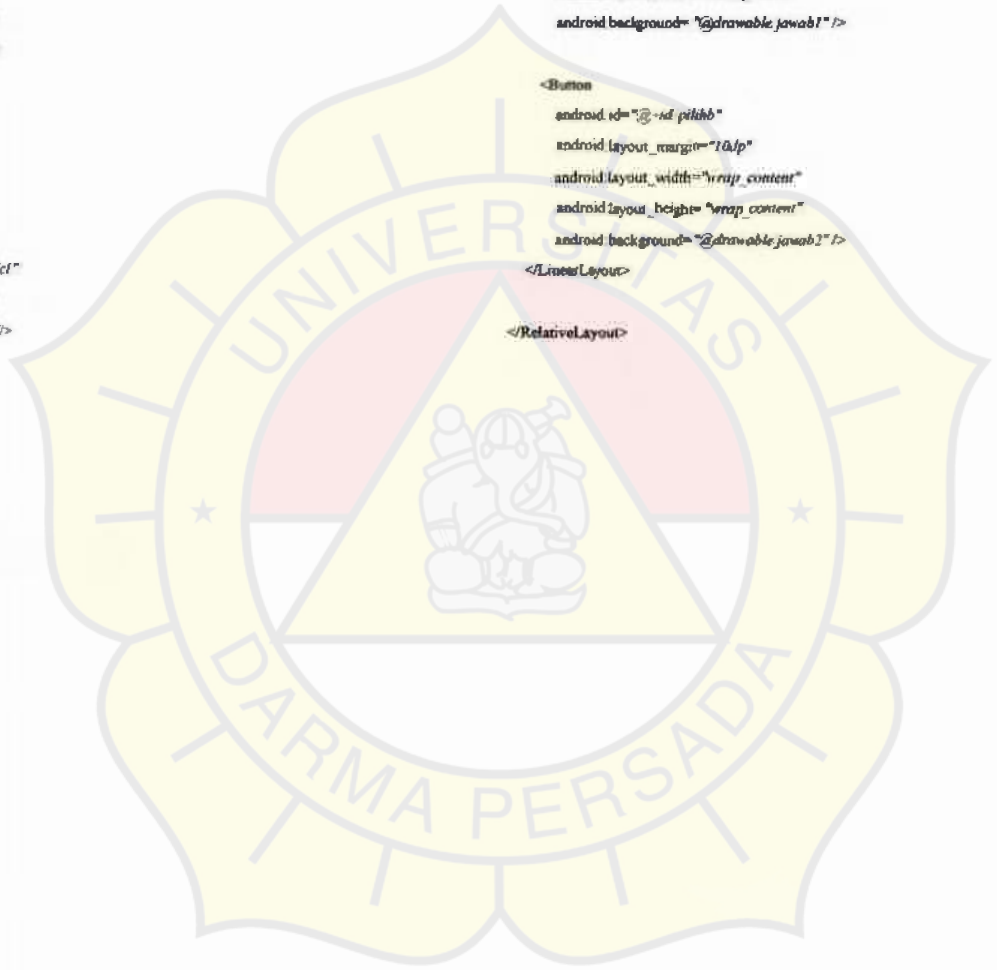 android:background="@drawable/jawab1" />
<Button
android:id="@+id/pilihb"
android:layout_margin="10dp"
android:layout_width="wrap_content"
android:layout_height="wrap_content"
android:background="@drawable/jawab2" />
</LinearLayout>
</RelativeLayout>
/>
UNIVERSITAS
DARMA PERSADA